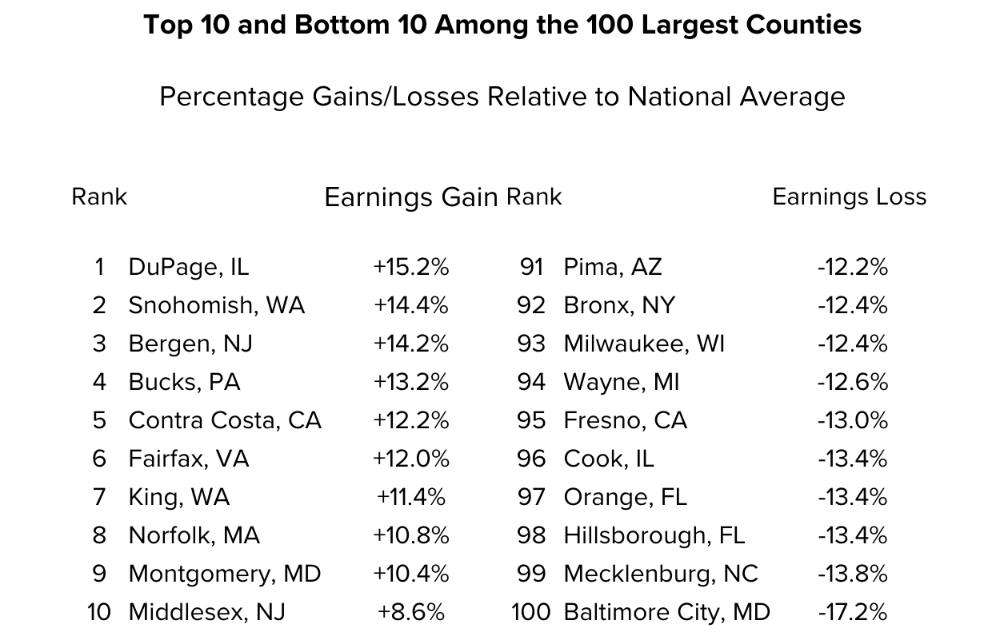 Top 10 and Bottom 10 Among the 100 Largest Counties
Percentage Gains/Losses Relative to National Average
Rank Earnings Gain Rank Earnings Loss
1 DuPage, IL +15.2% 91 Pima, AZ -12.2%
2 Snohomish, WA +14.4% 92 Bronx, NY -12.4%
3 Bergen, NJ +14.2% 93 Milwaukee, WI -12.4%
4 Bucks, PA +13.2% 94 Wayne, MI -12.6%
5 Contra Costa, CA +12.2% 95 Fresno, CA -13.0%
6 Fairfax, VA +12.0% 96 Cook, IL -13.4%
7 King, WA +11.4% 97 Orange, FL -13.4%
8 Norfolk, MA +10.8% 98 Hillsborough, FL -13.4%
9 Montgomery, MD +10.4% 99 Mecklenburg, NC -13.8%
10 Middlesex, NJ +8.6% 100 Baltimore City, MD -17.2%